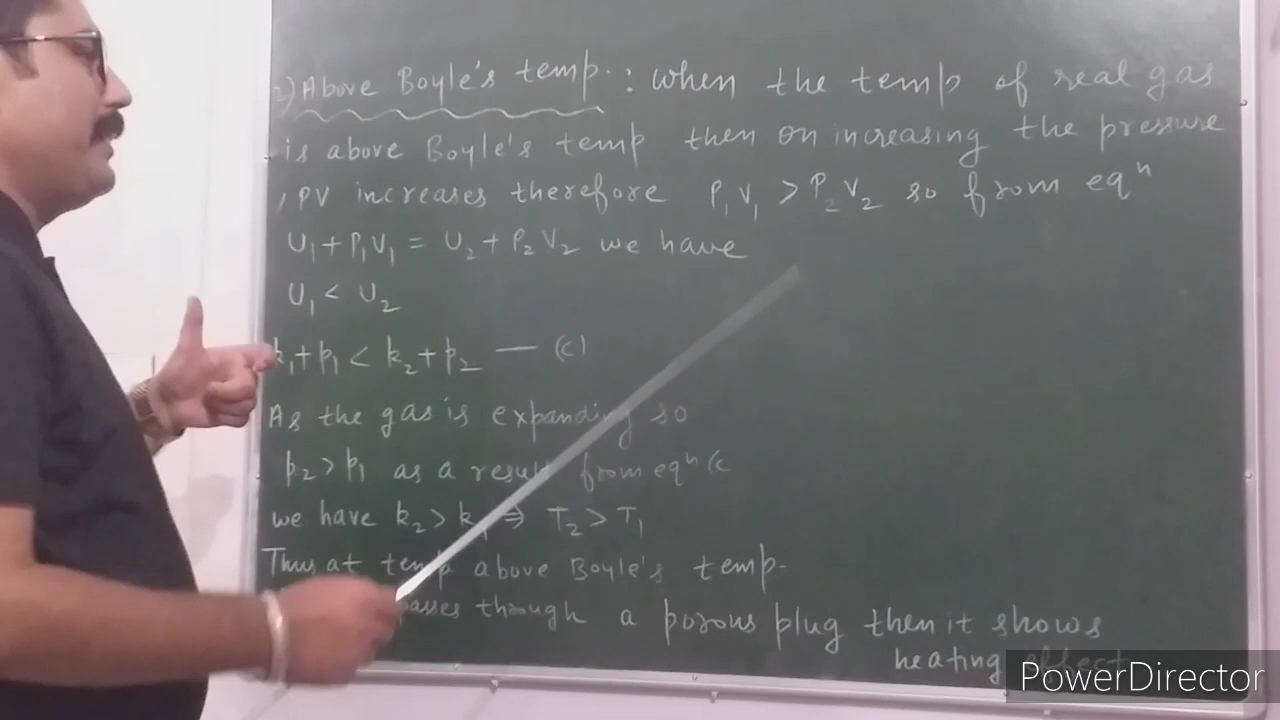 2) Above Boyle's temp. : when the temp of real gas
is above Boyle's temp then on increasing the pressure
, PV increases therefore P₁V₁ > P₂V₂ so from eqⁿ
U₁ + P₁V₁ = U₂ + P₂V₂ we have
U₁ < U₂
k₁ + p₁ < k₂ + p₂ — (c)
As the gas is expanding so
p₂ > p₁ as a result from eqⁿ (c
we have k₂ > k₁ ⇒ T₂ > T₁
Thus at temp above Boyle's temp.
passes through a porous plug then it shows
heating effect
PowerDirector